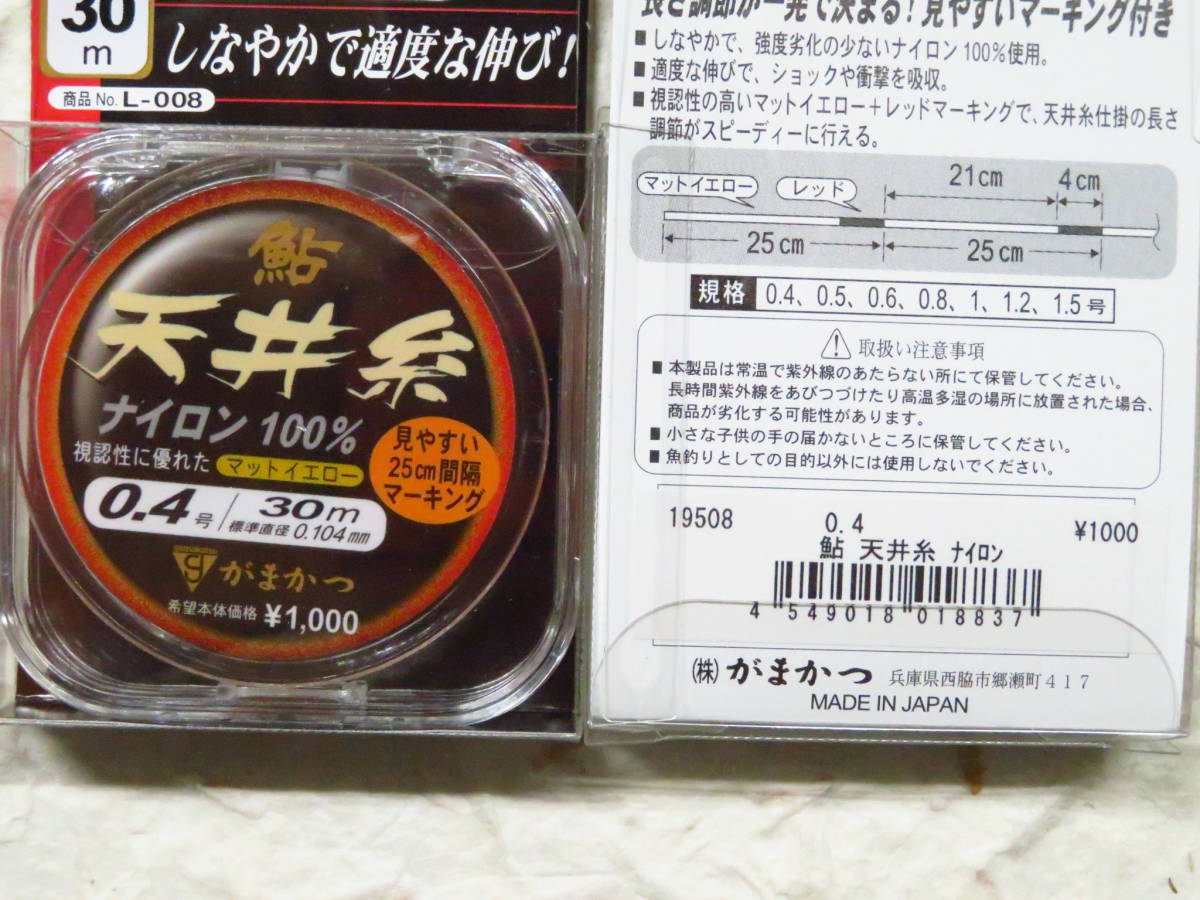 30
m
しなやかで適度な伸び!
商品No. L-008
鮎
天井糸
ナイロン 100%
視認性に優れた マットイエロー
見やすい
25cm間隔
マーキング
0.4号/30m
標準直径 0.104mm
がまかつ
希望本体価格 ¥1,000
長さ調節が一発で決まる!見やすいマーキング付き
■しなやかで、強度劣化の少ないナイロン100%使用。
■適度な伸びで、ショックや衝撃を吸収。
■視認性の高いマットイエロー+レッドマーキングで、天井糸仕掛の長さ
調節がスピーディーに行える。
マットイエロー レッド 21cm 4cm
25cm 25cm
規格 0.4、0.5、0.6、0.8、1、1.2、1.5号
取扱い注意事項
■本製品は常温で紫外線のあたらない所にて保管してください。
長時間紫外線をあびつづけたり高温多湿の場所に放置された場合、
商品が劣化する可能性があります。
■小さな子供の手の届かないところに保管してください。
■魚釣りとしての目的以外には使用しないでください。
19508 0.4 ¥1000
鮎 天井糸 ナイロン
4 549018 018837
(株)がまかつ 兵庫県西脇市郷瀬町417
MADE IN JAPAN